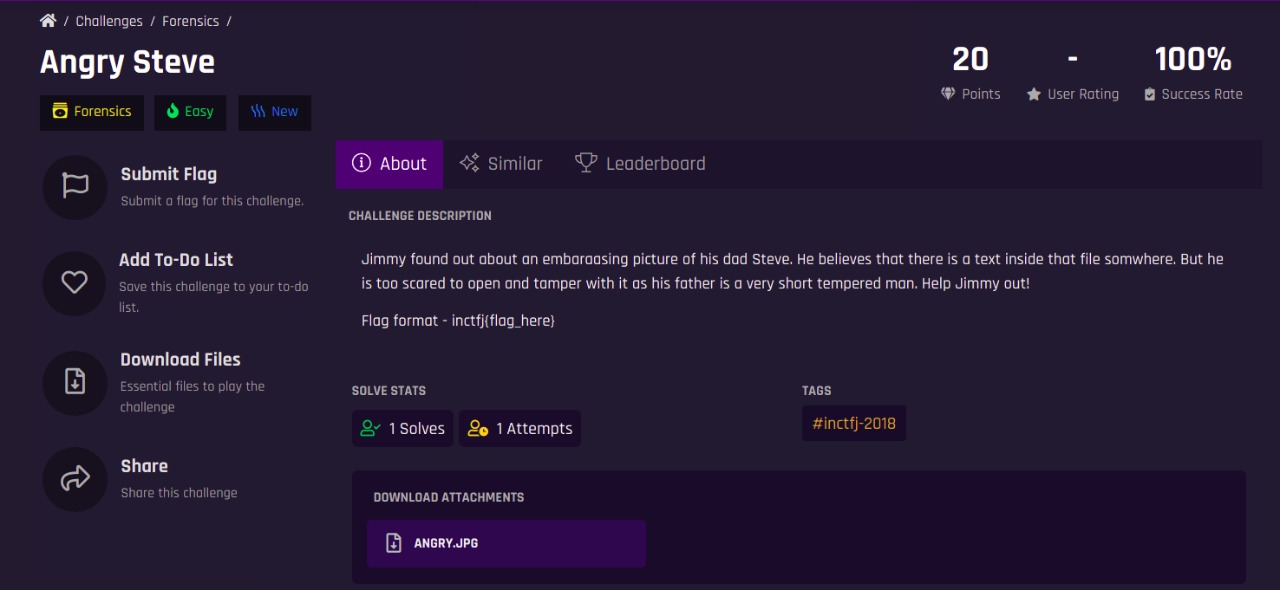 / Challenges / Forensics /
Angry Steve
20 - 100%
Points User Rating Success Rate
Forensics Easy New
About Similar Leaderboard
Submit Flag
Submit a flag for this challenge.
Add To-Do List
Save this challenge to your to-do
list.
Download Files
Essential files to play the
challenge
Share
Share this challenge
CHALLENGE DESCRIPTION
Jimmy found out about an embaraasing picture of his dad Steve. He believes that there is a text inside that file somwhere. But he
is too scared to open and tamper with it as his father is a very short tempered man. Help Jimmy out!
Flag format - inctfj{flag_here}
SOLVE STATS
1 Solves 1 Attempts
TAGS
#inctfj-2018
DOWNLOAD ATTACHMENTS
ANGRY.JPG